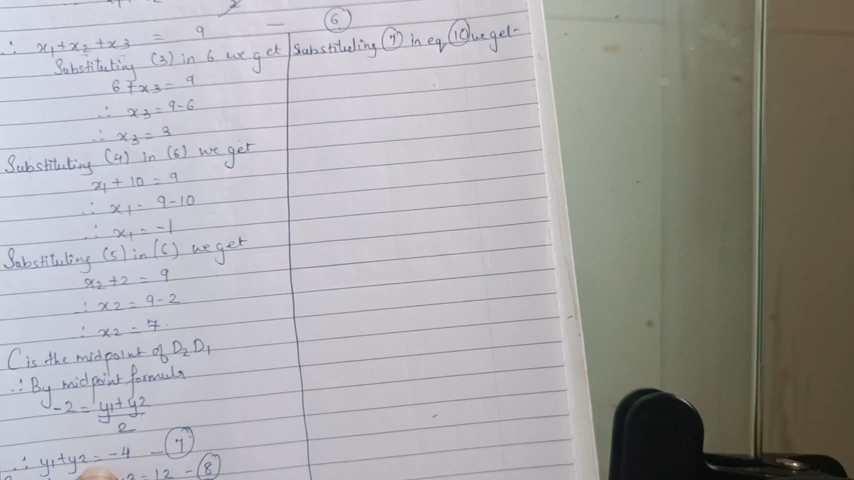 2
∴ x1+x2+x3 = 9 — ⑥
Substituting (3) in 6 we get
6+x3 = 9
∴ x3 = 9-6
∴ x3 = 3
Substituting (4) in (6) we get
x1 + 10 = 9
∴ x1 = 9-10
∴ x1 = -1
Substituting (5) in (6) we get
x2+2 = 9
∴ x2 = 9-2
∴ x2 = 7
C is the midpoint of D2 D1
∴ By midpoint formula
-2 = y1+y2
2
∴ y1+y2 = -4 — ⑦
= 12 - ⑧
Substituting ⑦ in eq ⑩ we get-